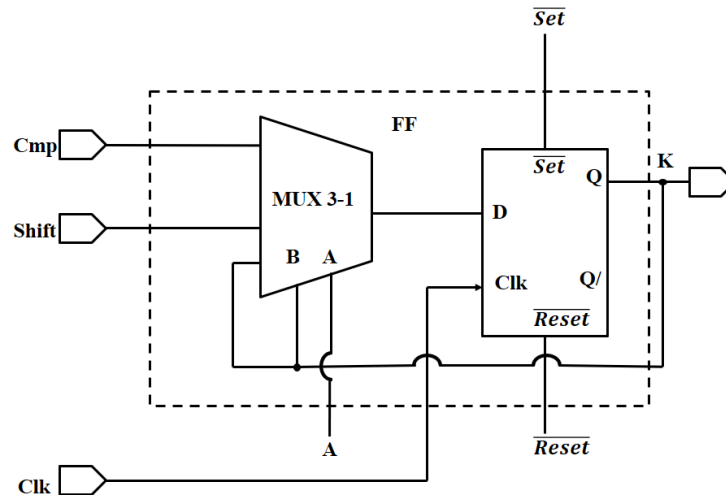 Set
FF
Cmp
Set
K
Q
MUX 3-1
D
Shift
B A
Clk
Q/
Reset
A
Reset
Clk